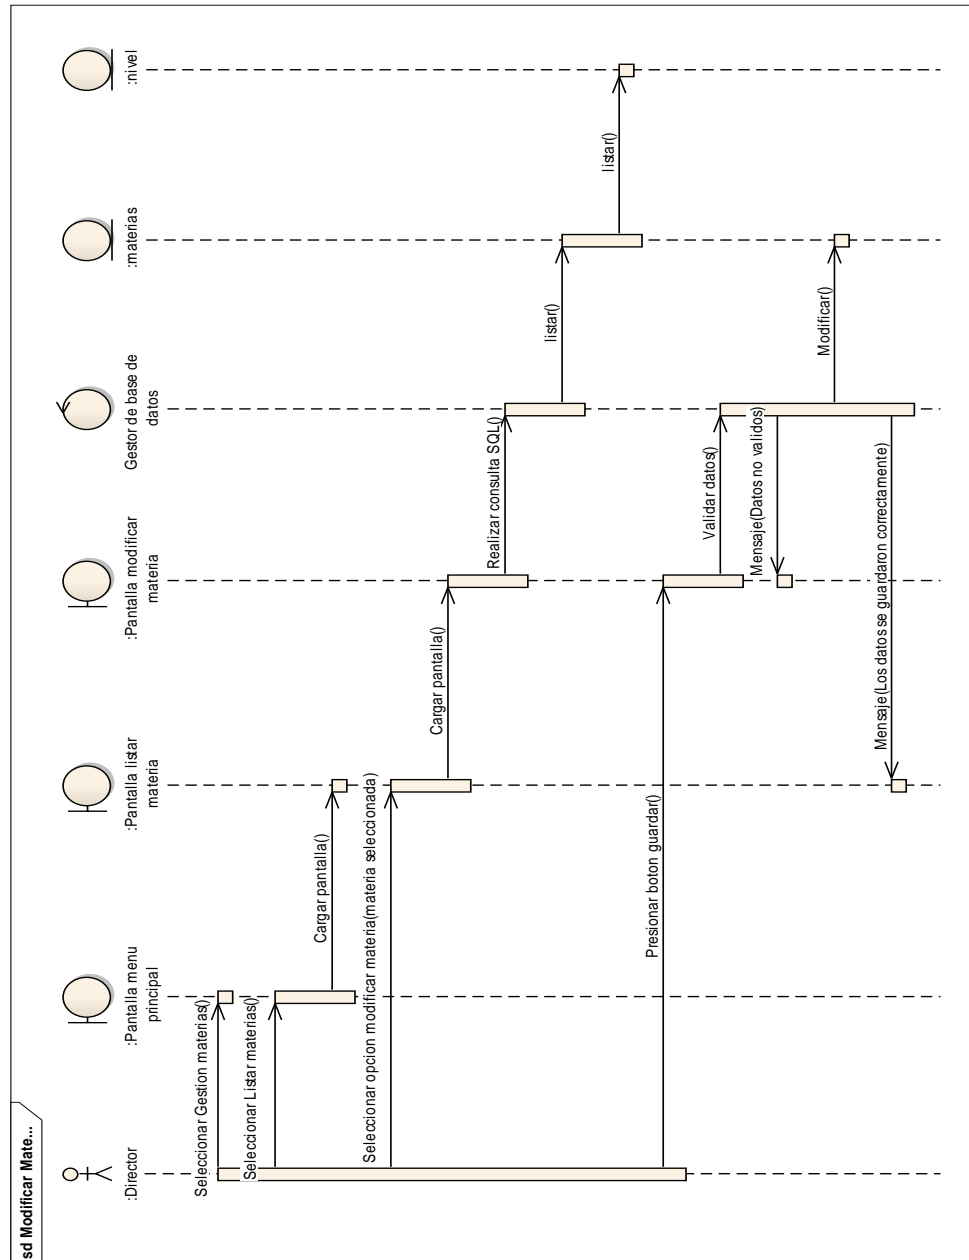 sd Modificar Mate...
:Director
:Pantalla menu
principal
:Pantalla listar
materia
:Pantalla modificar
materia
Gestor de base de
datos
:materias
:nivel
Seleccionar Gestion materias()
Seleccionar Listar materias()
Cargar pantalla()
Seleccionar opcion modificar materia(materia seleccionada)
Cargar pantalla()
Realizar consulta SQL()
listar()
listar()
Presionar boton guardar()
Validar datos()
Mensaje(Datos no validos)
Modificar()
Mensaje(Los datos se guardaron correctamente)